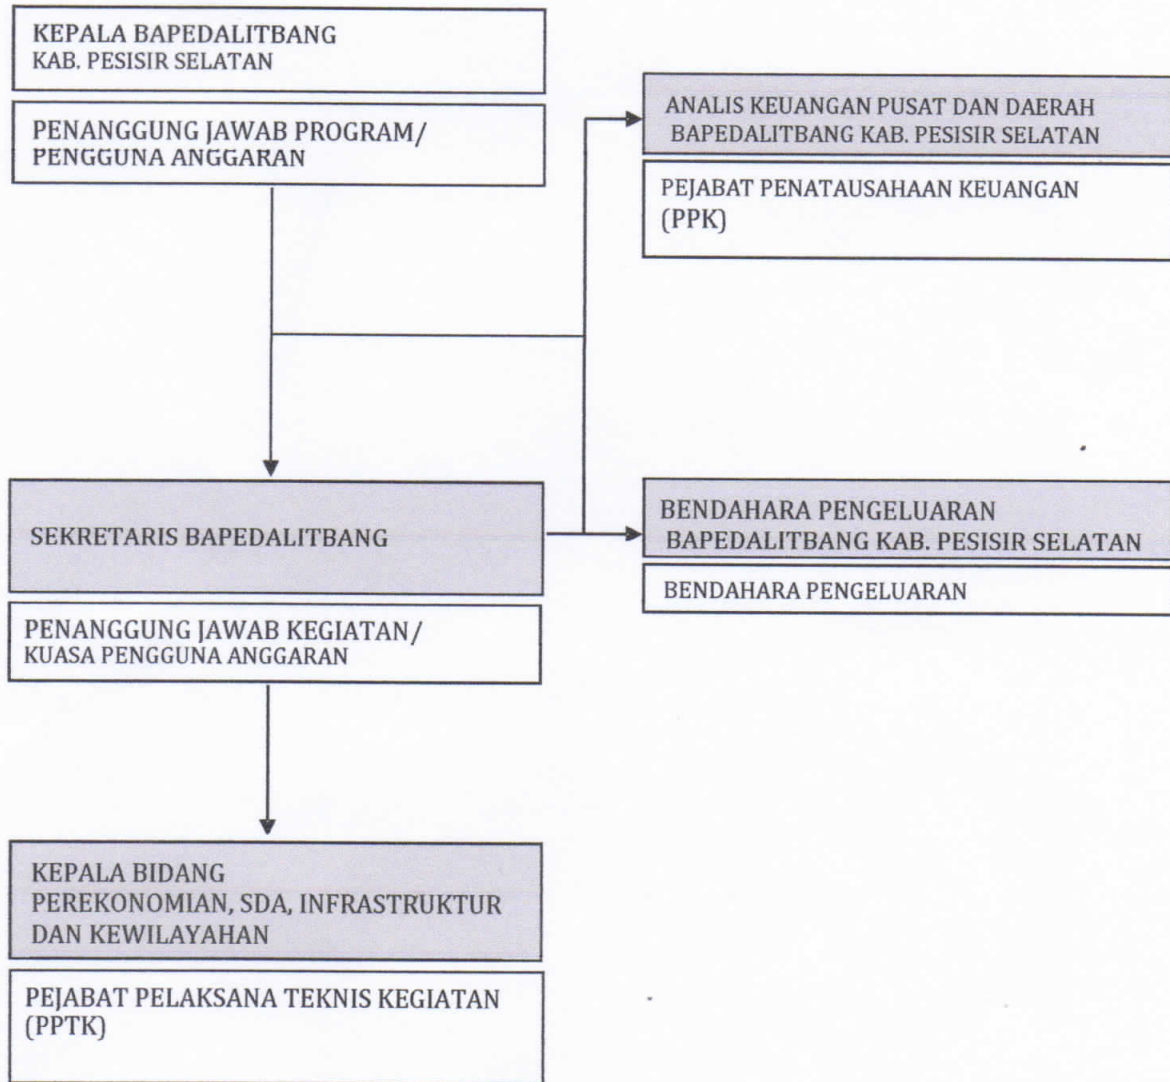 KEPALA BAPEDALITBANG
KAB. PESISIR SELATAN
PENANGGUNG JAWAB PROGRAM/
PENGGUNA ANGGARAN
ANALIS KEUANGAN PUSAT DAN DAERAH
BAPEDALITBANG KAB. PESISIR SELATAN
PEJABAT PENATAUSAHAAN KEUANGAN
(PPK)
SEKRETARIS BAPEDALITBANG
PENANGGUNG JAWAB KEGIATAN/
KUASA PENGGUNA ANGGARAN
BENDAHARA PENGELUARAN
BAPEDALITBANG KAB. PESISIR SELATAN
BENDAHARA PENGELUARAN
KEPALA BIDANG
PEREKONOMIAN, SDA, INFRASTRUKTUR
DAN KEWILAYAHAN
PEJABAT PELAKSANA TEKNIS KEGIATAN
(PPTK)